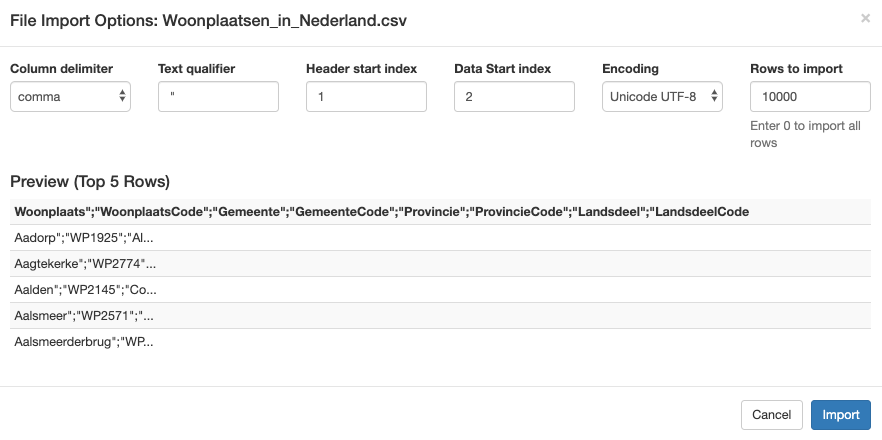 File Import Options: Woonplaatsen_in_Nederland.csv ×
Column delimiter Text qualifier Header start index Data Start index Encoding Rows to import
comma " 1 2 Unicode UTF-8 10000
Enter 0 to import all
rows
Preview (Top 5 Rows)
Woonplaats";"WoonplaatsCode";"Gemeente";"GemeenteCode";"Provincie";"ProvincieCode";"Landsdeel";"LandsdeelCode
Aadorp";"WP1925";"Al...
Aagtekerke";"WP2774"...
Aalden";"WP2145";"Co...
Aalsmeer";"WP2571";"...
Aalsmeerderbrug";"WP...
Cancel Import